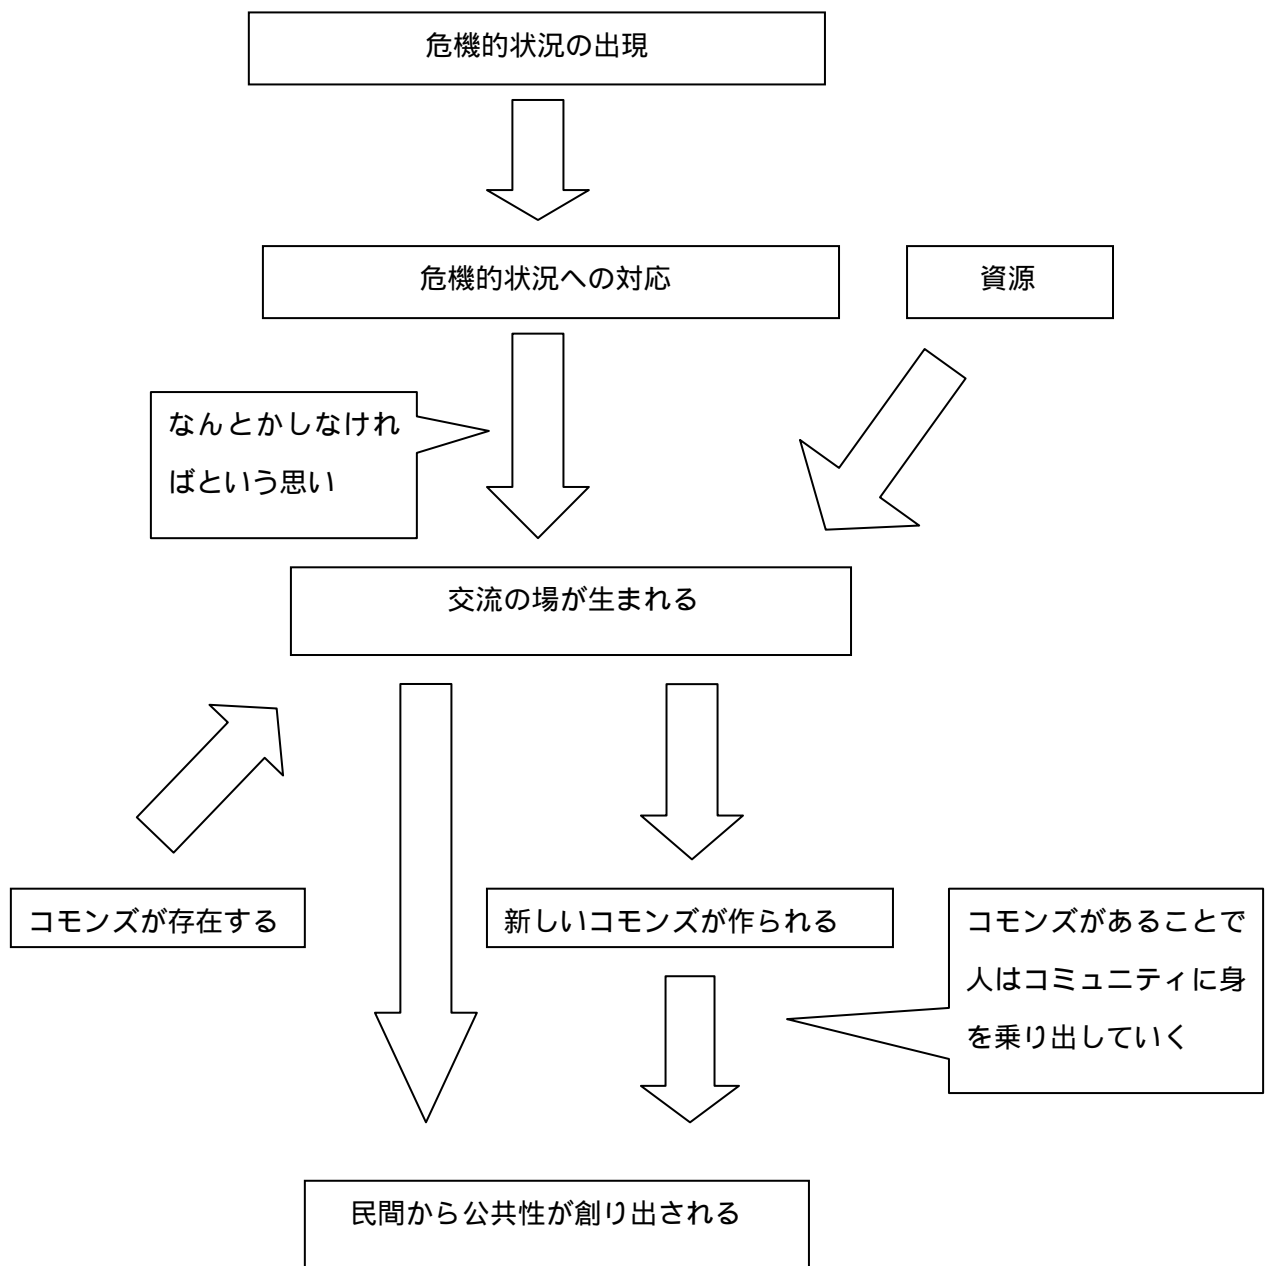 危機的状況の出現
危機的状況への対応
資源
なんとかしなけれ
ばという思い
交流の場が生まれる
コモンズが存在する
新しいコモンズが作られる
コモンズがあることで
人はコミュニティに身
を乗り出していく
民間から公共性が創り出される